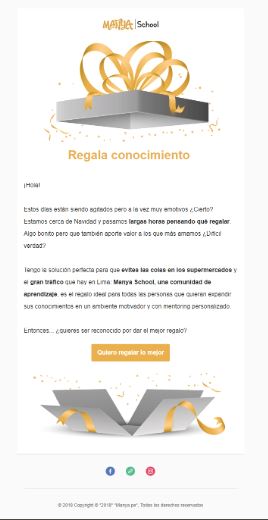 MANYA School
Regala conocimiento
¡Hola!
Estos días están siendo agitados pero a la vez muy emotivos ¿Cierto?
Estamos cerca de Navidad y pasamos largas horas pensando qué regalar.
Algo bonito pero que también aporte valor a los que más amamos ¿Difícil
verdad?
Tengo la solución perfecta para que evites las colas en los supermercados y
el gran tráfico que hay en Lima: Manya School, una comunidad de
aprendizaje, es el regalo ideal para todas las personas que quieran expandir
sus conocimientos en un ambiente motivador y con mentoring personalizado.
Entonces... ¿quieres ser reconocido por dar el mejor regalo?
Quiero regalar lo mejor
© 2018 Copyright © *2018* *Manya.pe*, Todos los derechos reservados